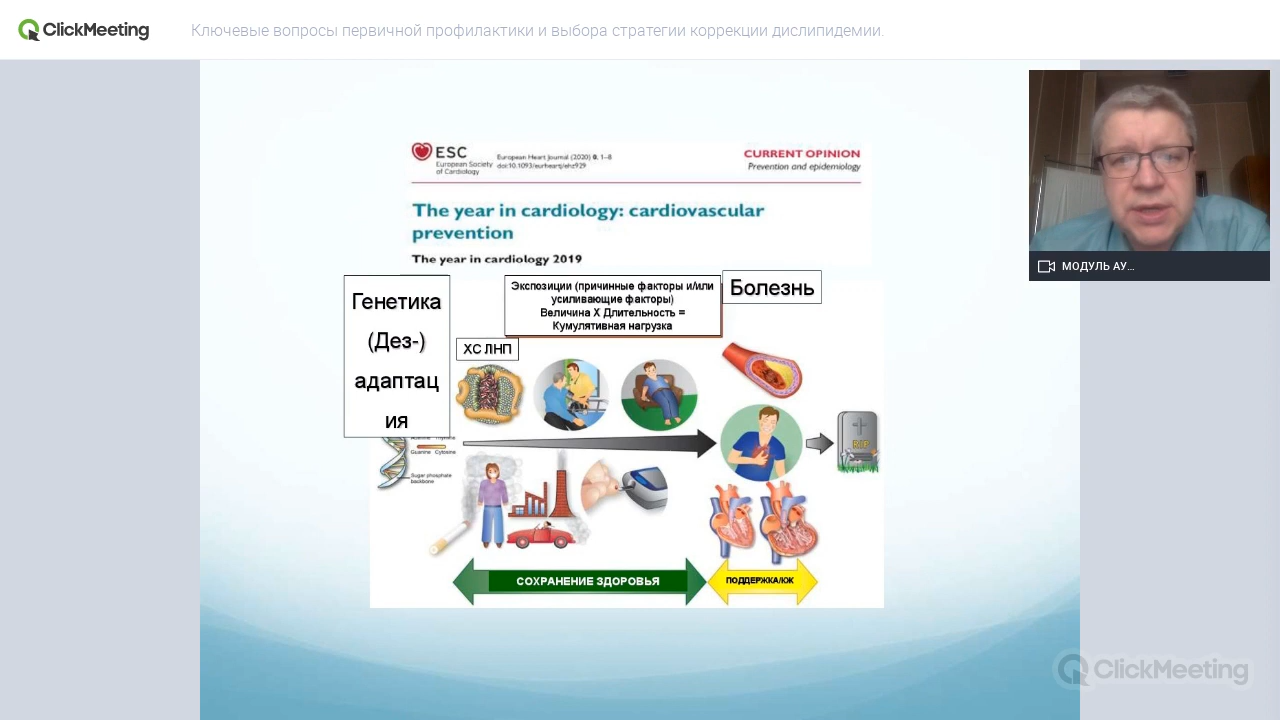 ClickMeeting
Ключевые вопросы первичной профилактики и выбора стратегии коррекции дислипидемии.
ESC
European Society
of Cardiology
European Heart Journal (2020) 0, 1–8
doi:10.1093/eurheartj/ehz929
CURRENT OPINION
Prevention and epidemiology
The year in cardiology: cardiovascular
prevention
The year in cardiology 2019
Генетика
(Дез-)
адаптац
ия
Экспозиции (причинные факторы и/или
усиливающие факторы)
Величина Х Длительность =
Кумулятивная нагрузка
Болезнь
ХС ЛНП
Guanine Cytosine
Sugar phosphate
backbone
СОХРАНЕНИЕ ЗДОРОВЬЯ
ПОДДЕРЖКА/КЖ
МОДУЛЬ АУ...
ClickMeeting